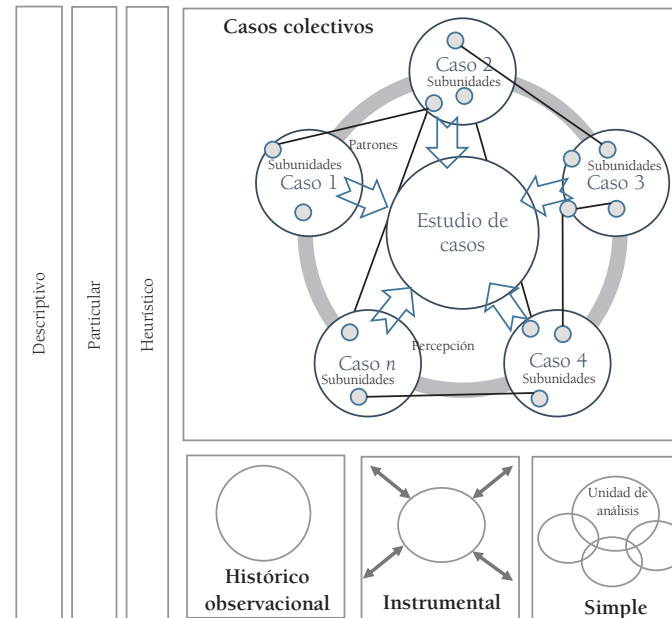 Descriptivo
Particular
Heurístico
Casos colectivos
Caso 2
Subunidades
Patrones
Subunidades
Caso 1
Subunidades
Caso 3
Estudio de
casos
Percepción
Caso n
Subunidades
Caso 4
Subunidades
Histórico
observacional
Instrumental
Unidad de
análisis
Simple